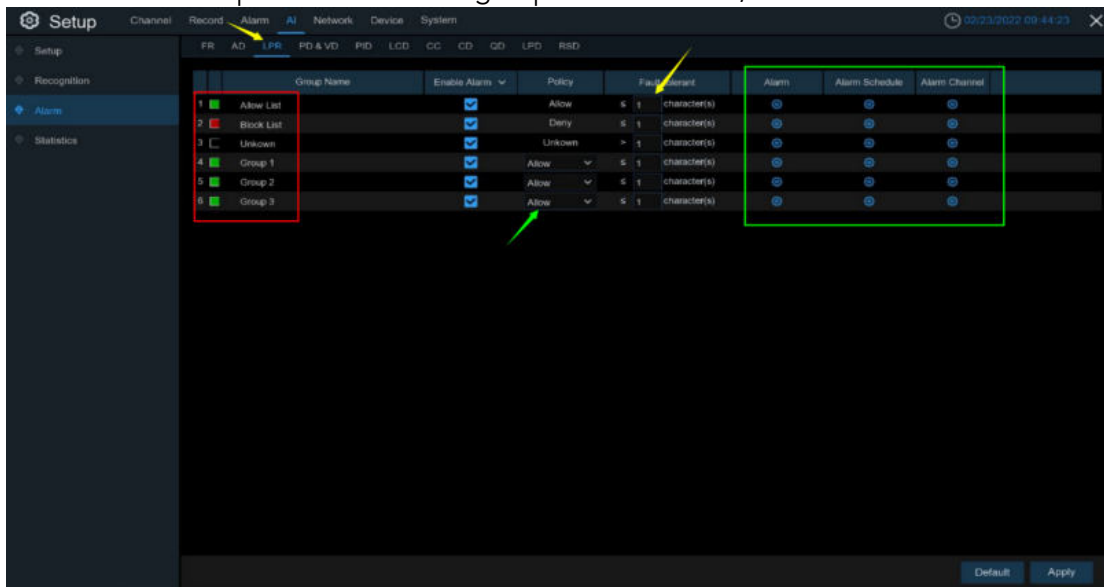 Setup Channel Record Alarm AI Network Device System 02/23/2022 09:44:23 X
Setup FR AD LPR PD & VD PID LCD CC CD QD LPD RSD
Recognition
Group Name Enable Alarm Policy Fault tolerant Alarm Alarm Schedule Alarm Channel
Alarm
1 Allow List Allow ≤ 1 character(s)
2 Block List Deny ≤ 1 character(s)
Statistics
3 Unkown Unkown > 1 character(s)
4 Group 1 Allow ≤ 1 character(s)
5 Group 2 Allow ≤ 1 character(s)
6 Group 3 Allow ≤ 1 character(s)
Default Apply